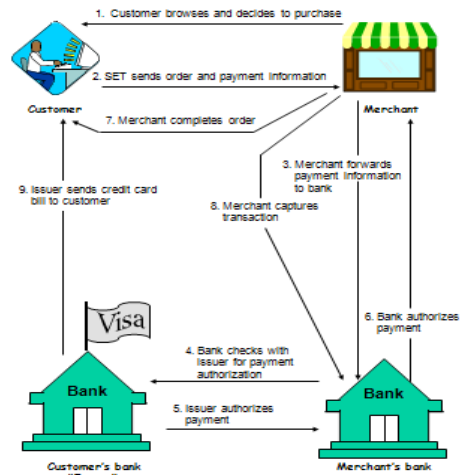 1. Customer browses and decides to purchase
2. SET sends order and payment information
Customer
Merchant
7. Merchant completes order
3. Merchant forwards
payment information
to bank
9. Issuer sends credit card
bill to customer
8. Merchant captures
transaction
Visa
6. Bank authorizes
payment
4. Bank checks with
issuer for payment
authorization
Bank
Bank
5. Issuer authorizes
payment
Customer's bank
Merchant's bank